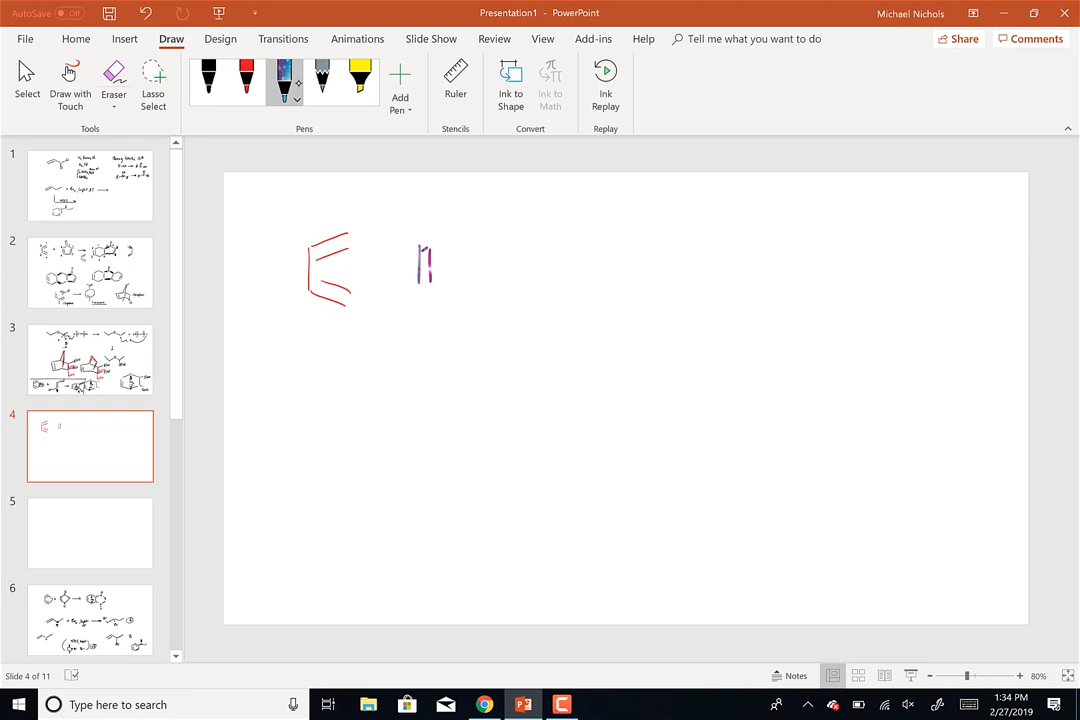 AutoSave Off
Presentation1 - PowerPoint
Michael Nichols
File Home Insert Draw Design Transitions Animations Slide Show Review View Add-ins Help Tell me what you want to do Share Comments
Select
Draw with Touch
Eraser
Lasso Select
Add Pen
Ruler
Ink to Shape
Ink to Math
Ink Replay
Tools Pens Stencils Convert Replay
1
2
3
4
5
6
Slide 4 of 11
Notes
80%
Type here to search
1:34 PM
2/27/2019